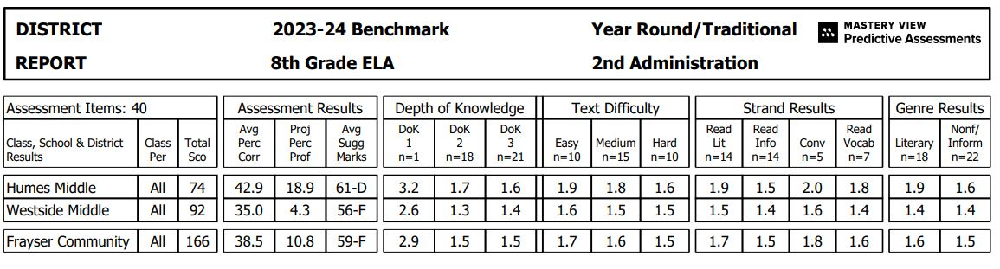 DISTRICT 2023-24 Benchmark Year Round/Traditional MASTERY VIEW
Predictive Assessments
REPORT 8th Grade ELA 2nd Administration
Assessment Items: 40 Assessment Results Depth of Knowledge Text Difficulty Strand Results Genre Results
Class, School & District Results Class Per Total Sco Avg Perc Corr Proj Perc Prof Avg Sugg Marks DoK 1 n=1 DoK 2 n=18 DoK 3 n=21 Easy n=10 Medium n=15 Hard n=10 Read Lit n=14 Read Info n=14 Conv n=5 Read Vocab n=7 Literary n=18 Nonf/ Inform n=22
Humes Middle All 74 42.9 18.9 61-D 3.2 1.7 1.6 1.9 1.8 1.6 1.9 1.5 2.0 1.8 1.9 1.6
Westside Middle All 92 35.0 4.3 56-F 2.6 1.3 1.4 1.6 1.5 1.5 1.5 1.4 1.6 1.4 1.4 1.4
Frayser Community All 166 38.5 10.8 59-F 2.9 1.5 1.5 1.7 1.6 1.5 1.7 1.5 1.8 1.6 1.6 1.5